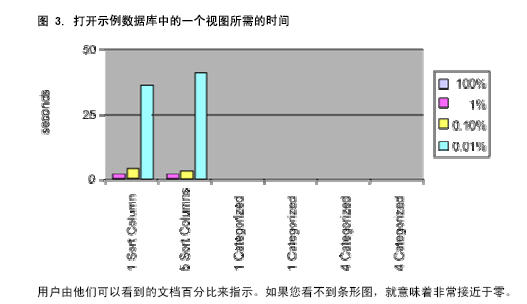 图 3. 打开示例数据库中的一个视图所需的时间
50
25
0
seconds
100%
1%
0.10%
0.01%
1 Sort Column
5 Sort Columns
1 Categorized
1 Categorized
4 Categorized
4 Categorized
用户由他们可以看到的文档百分比来指示。如果您看不到条形图，就意味着非常接近于零。